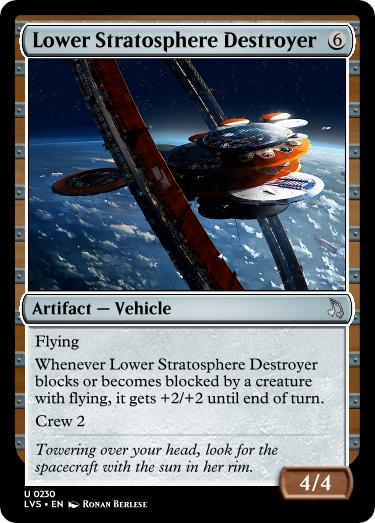 Lower Stratosphere Destroyer 6
Artifact — Vehicle
Flying
Whenever Lower Stratosphere Destroyer
blocks or becomes blocked by a creature
with flying, it gets +2/+2 until end of turn.
Crew 2
Towering over your head, look for the
spacecraft with the sun in her rim.
4/4
U 0230
LVS • EN Ronan Berlese